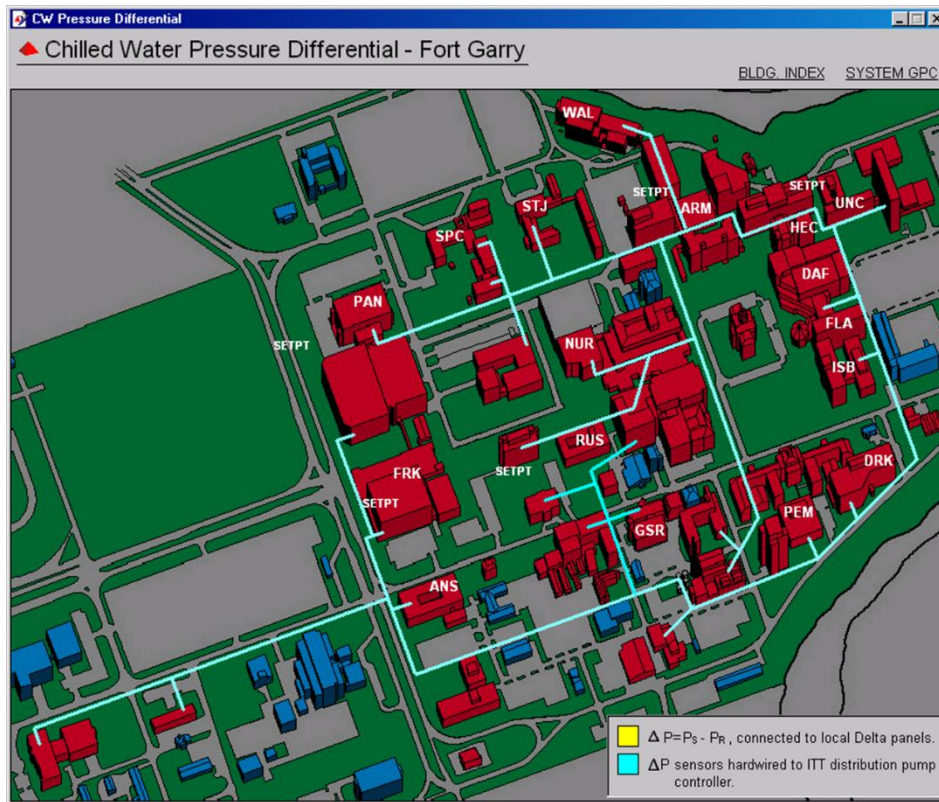 CW Pressure Differential
Chilled Water Pressure Differential - Fort Garry
BLDG. INDEX SYSTEM GPC
WAL
SETPT
ARM
SETPT
UNC
STJ
SPC
HEC
DAF
PAN
FLA
SETPT
NUR
ISB
RUS
FRK
SETPT
DRK
SETPT
PEM
GSR
ANS
Δ P=PS - PR , connected to local Delta panels.
ΔP sensors hardwired to ITT distribution pump
controller.